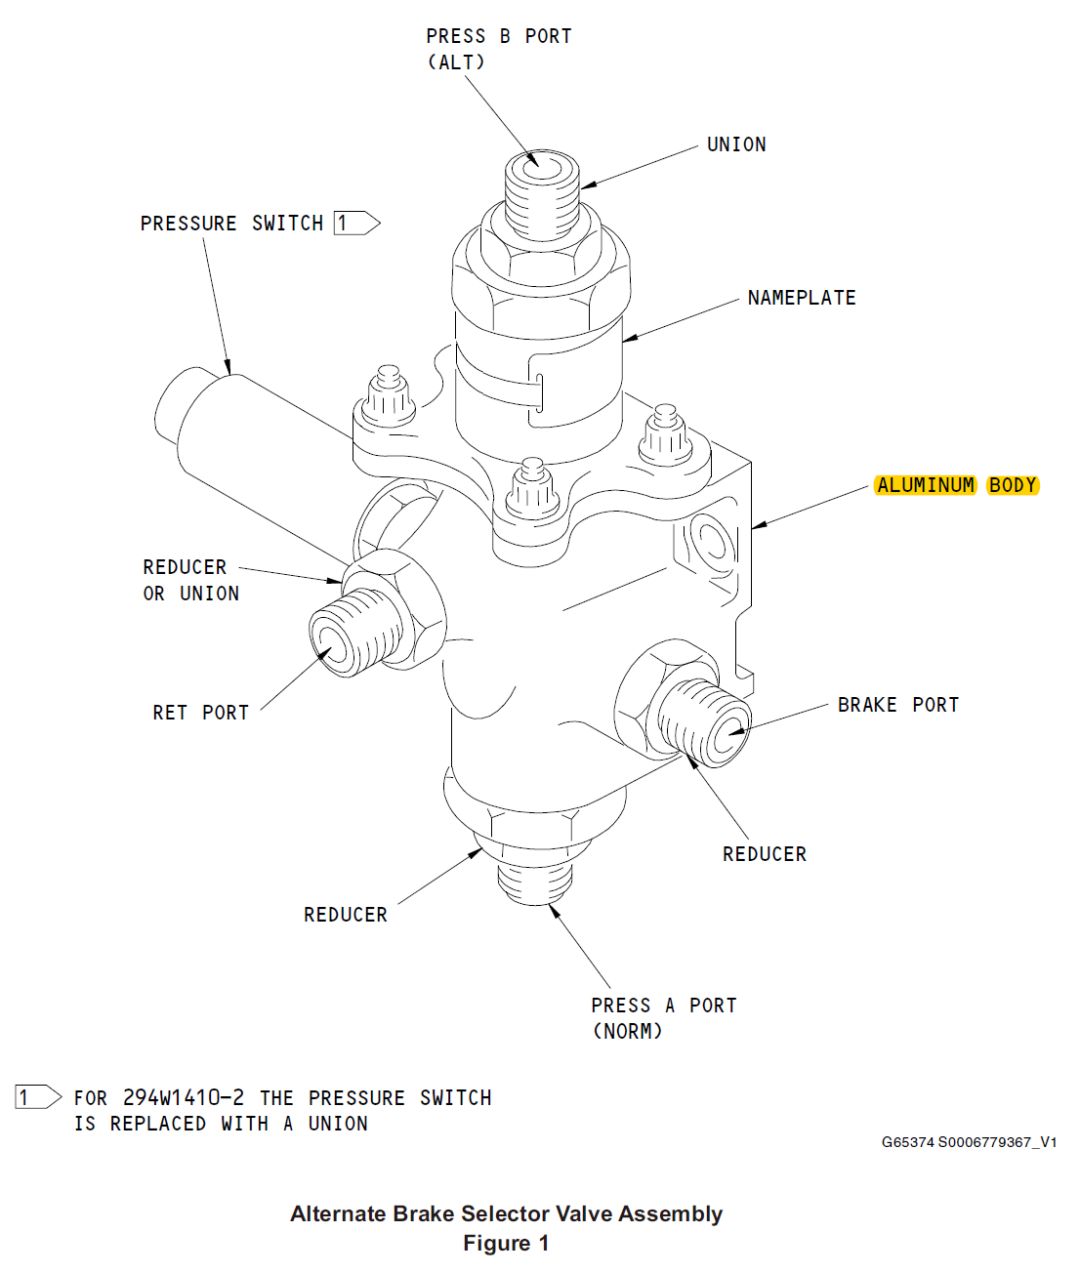 PRESS B PORT
(ALT)
UNION
PRESSURE SWITCH 1
NAMEPLATE
ALUMINUM BODY
REDUCER
OR UNION
RET PORT
BRAKE PORT
REDUCER
REDUCER
PRESS A PORT
(NORM)
1 FOR 294W1410-2 THE PRESSURE SWITCH
IS REPLACED WITH A UNION
G65374 S0006779367_V1
Alternate Brake Selector Valve Assembly
Figure 1